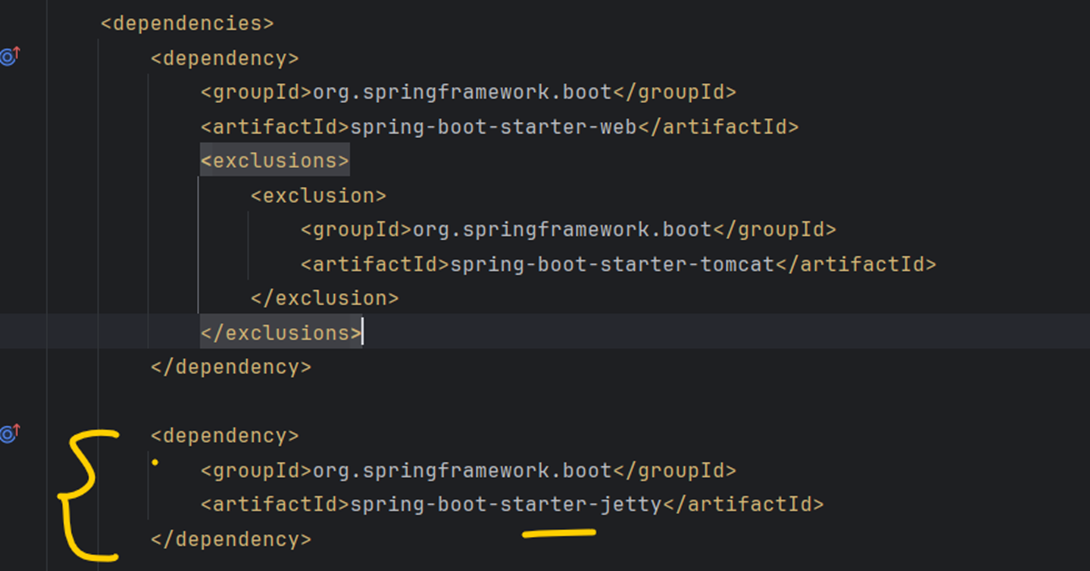 <dependencies>
<dependency>
<groupId>org.springframework.boot</groupId>
<artifactId>spring-boot-starter-web</artifactId>
<exclusions>
<exclusion>
<groupId>org.springframework.boot</groupId>
<artifactId>spring-boot-starter-tomcat</artifactId>
</exclusion>
</exclusions>
</dependency>
<dependency>
<groupId>org.springframework.boot</groupId>
<artifactId>spring-boot-starter-jetty</artifactId>
</dependency>